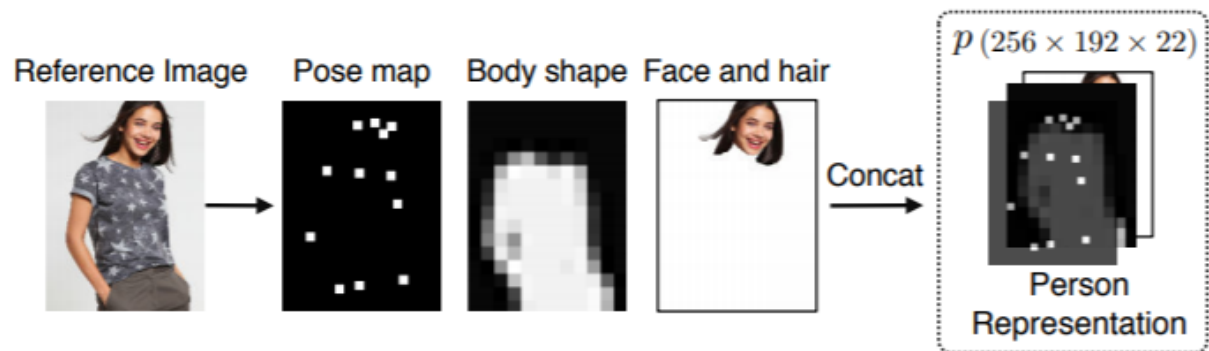 Reference Image
Pose map
Body shape
Face and hair
Concat
p (256 × 192 × 22)
Person
Representation